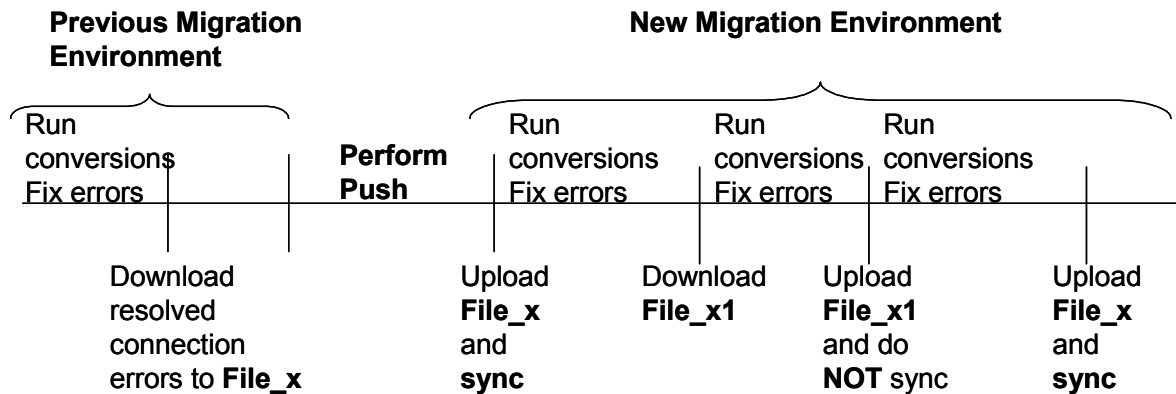 Previous Migration
Environment
New Migration Environment
Run
conversions
Fix errors
Perform
Push
Run
conversions
Fix errors
Run
conversions
Fix errors
Run
conversions
Fix errors
Download
resolved
connection
errors to File_x
Upload
File_x
and
sync
Download
File_x1
Upload
File_x1
and do
NOT sync
Upload
File_x
and
sync